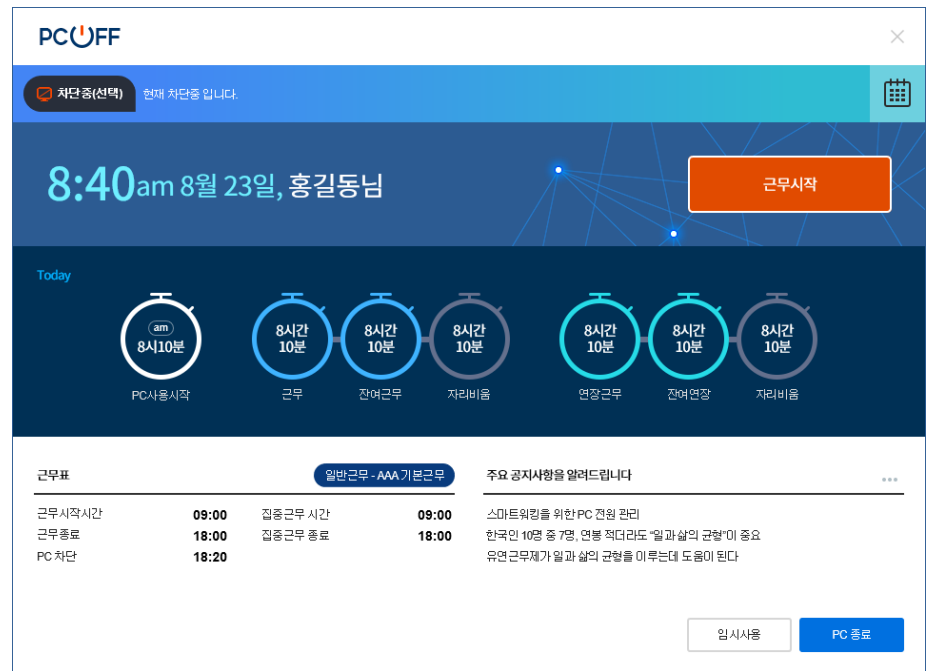 PC OFF
차단중(선택) 현재 차단중 입니다.
8:40am 8월 23일, 홍길동님
근무시작
Today
am
8시10분
PC사용시작
8시간
10분
근무
8시간
10분
잔여근무
8시간
10분
자리비움
8시간
10분
연장근무
8시간
10분
잔여연장
8시간
10분
자리비움
근무표
일반근무 - AAA 기본근무
근무시작시간 09:00 집중근무 시간 09:00
근무종료 18:00 집중근무 종료 18:00
PC 차단 18:20
주요 공지사항을 알려드립니다
스마트워킹을 위한 PC 전원 관리
한국인 10명 중 7명, 연봉 적더라도 "일과 삶의 균형"이 중요
유연근무제가 일과 삶의 균형을 이루는데 도움이 된다
임시사용
PC 종료